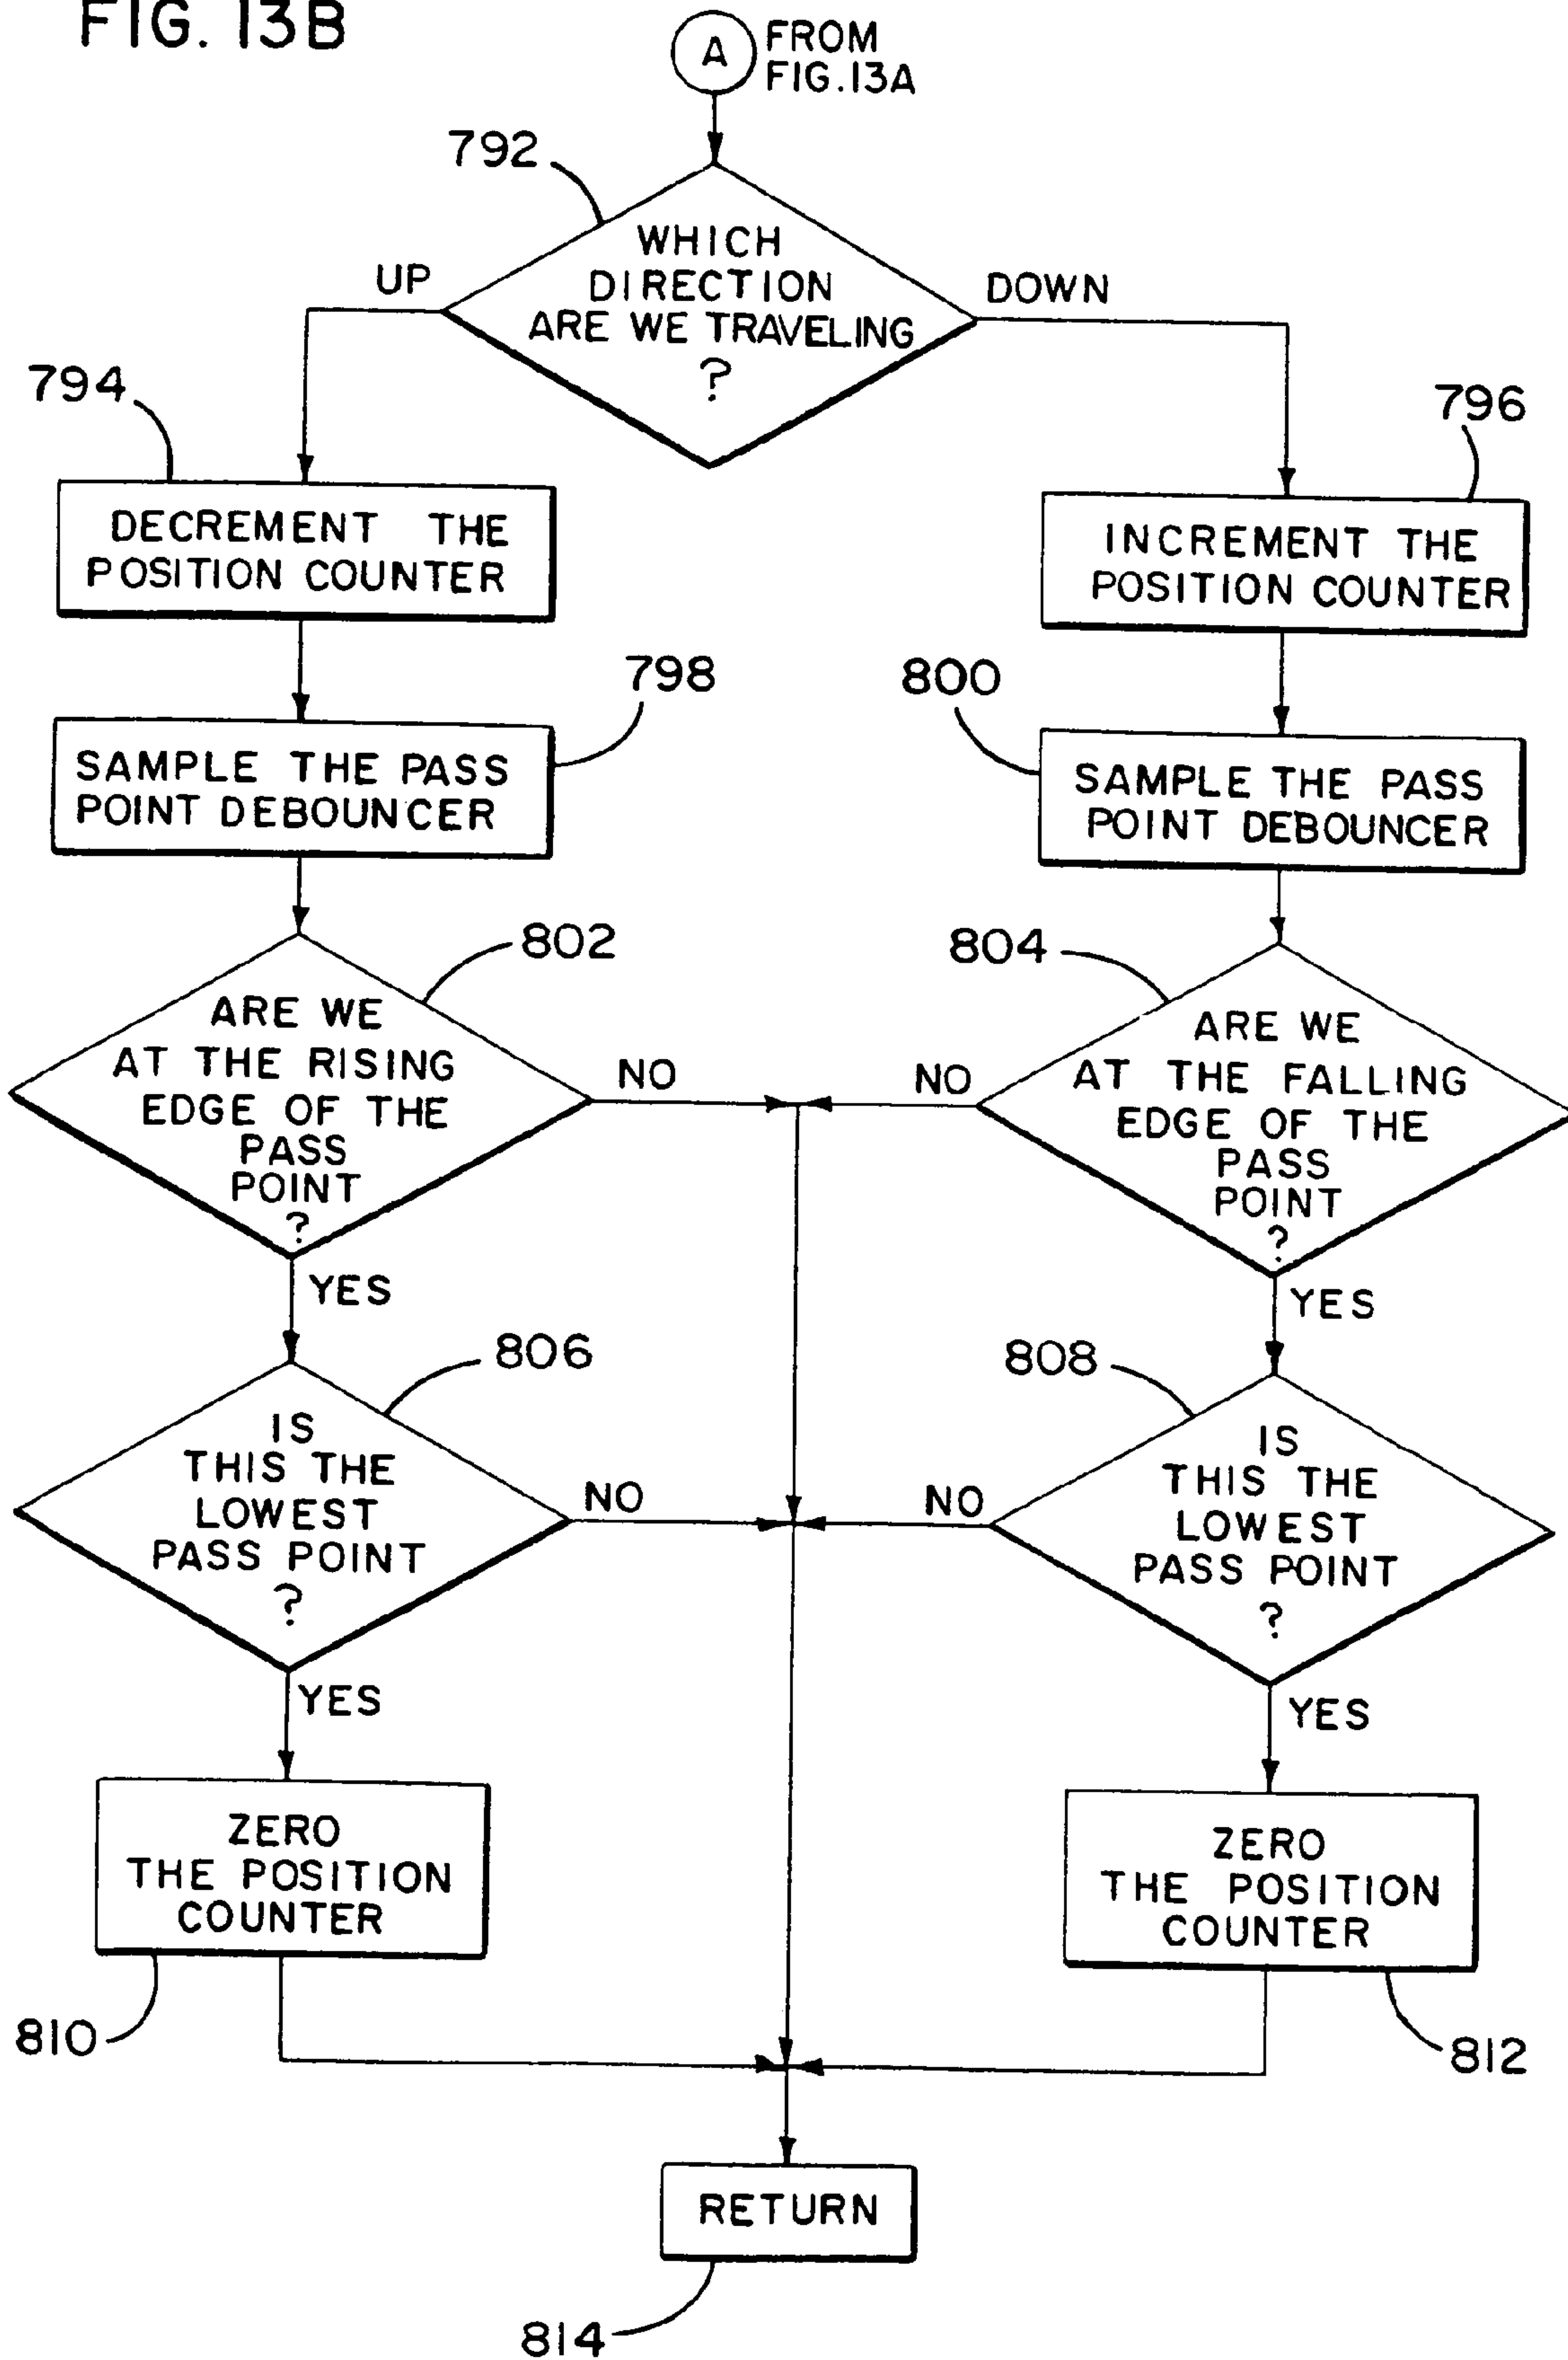 FIG. 13B
A
FROM
FIG. 13A
792
WHICH
DIRECTION
ARE WE TRAVELING
?
UP
DOWN
794
796
DECREMENT THE
POSITION COUNTER
INCREMENT THE
POSITION COUNTER
798
800
SAMPLE THE PASS
POINT DEBOUNCER
SAMPLE THE PASS
POINT DEBOUNCER
802
804
ARE WE
AT THE RISING
EDGE OF THE
PASS
POINT
?
NO
NO
ARE WE
AT THE FALLING
EDGE OF THE
PASS
POINT
?
YES
YES
806
808
IS
THIS THE
LOWEST
PASS POINT
?
NO
NO
IS
THIS THE
LOWEST
PASS POINT
?
YES
YES
ZERO
THE POSITION
COUNTER
ZERO
THE POSITION
COUNTER
810
812
RETURN
814